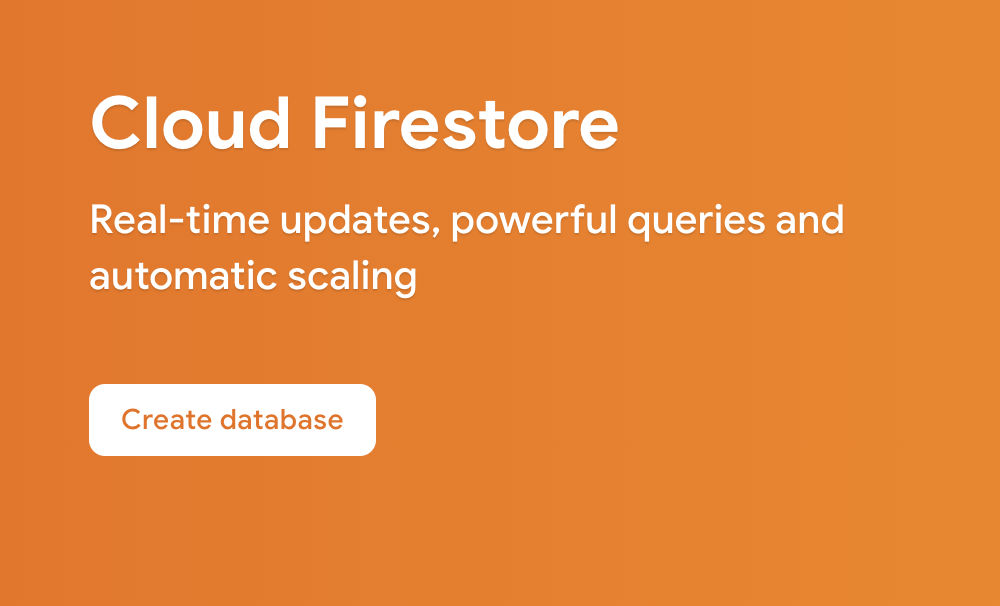 Cloud Firestore
Real-time updates, powerful queries and
automatic scaling
Create database